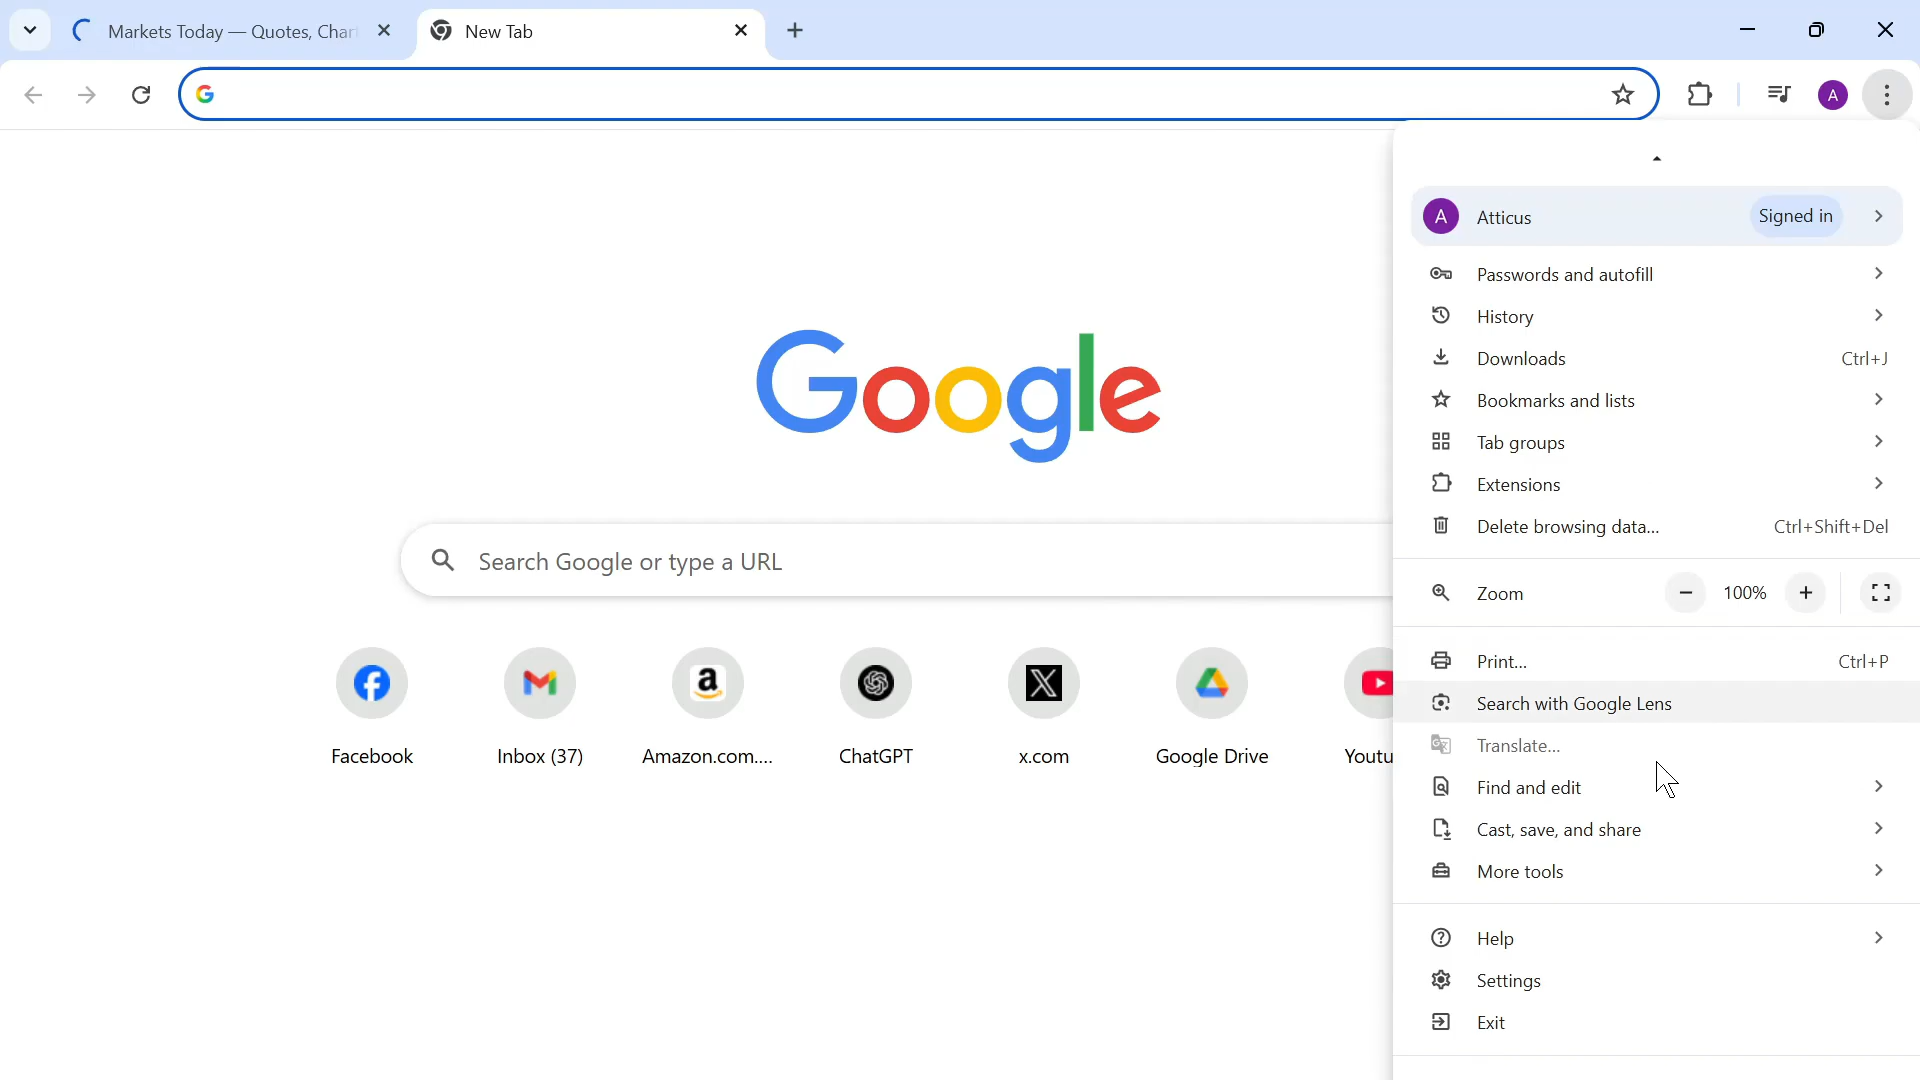 Markets Today — Quotes, Char
New Tab
A
A Atticus Signed in
Passwords and autofill
History
Downloads Ctrl+J
Bookmarks and lists
Tab groups
Extensions
Delete browsing data... Ctrl+Shift+Del
Zoom 100%
Print... Ctrl+P
Search with Google Lens
Translate...
Find and edit
Cast, save, and share
More tools
Help
Settings
Exit
Google
Search Google or type a URL
Facebook
Inbox (37)
Amazon.com....
ChatGPT
x.com
Google Drive
Youtu